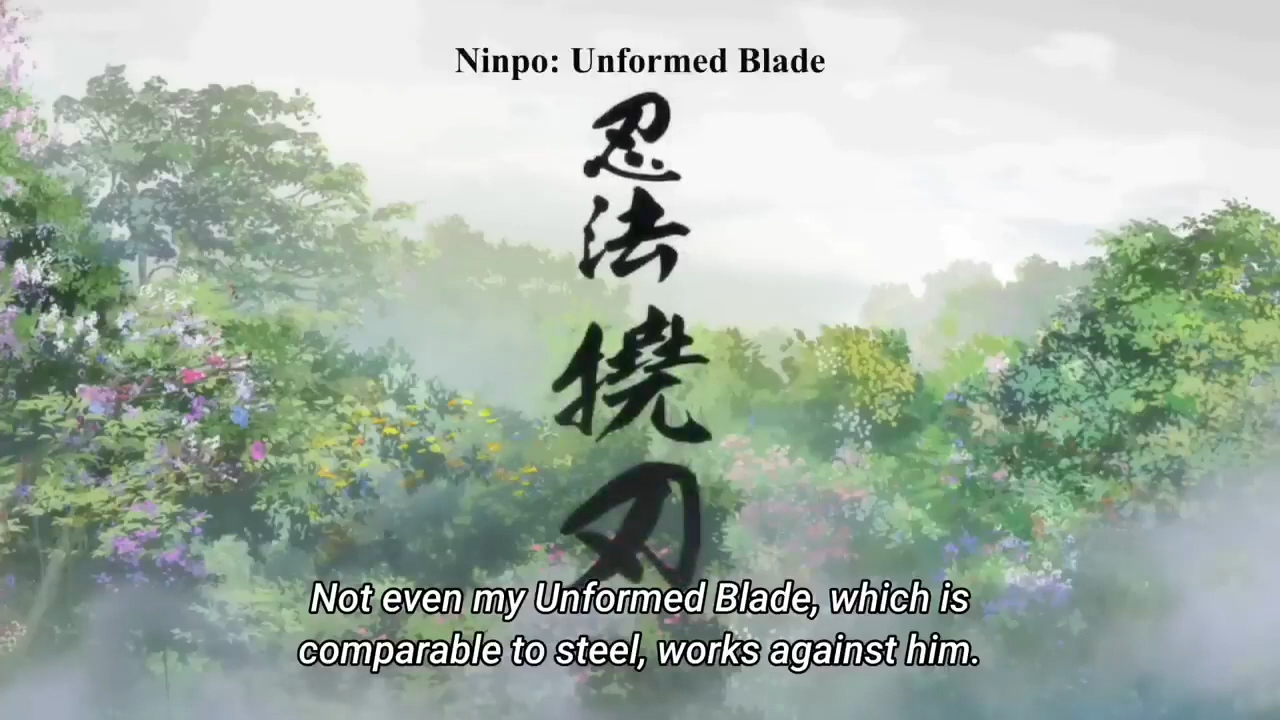 Ninpo: Unformed Blade
忍法撓刃
Not even my Unformed Blade, which is
comparable to steel, works against him.